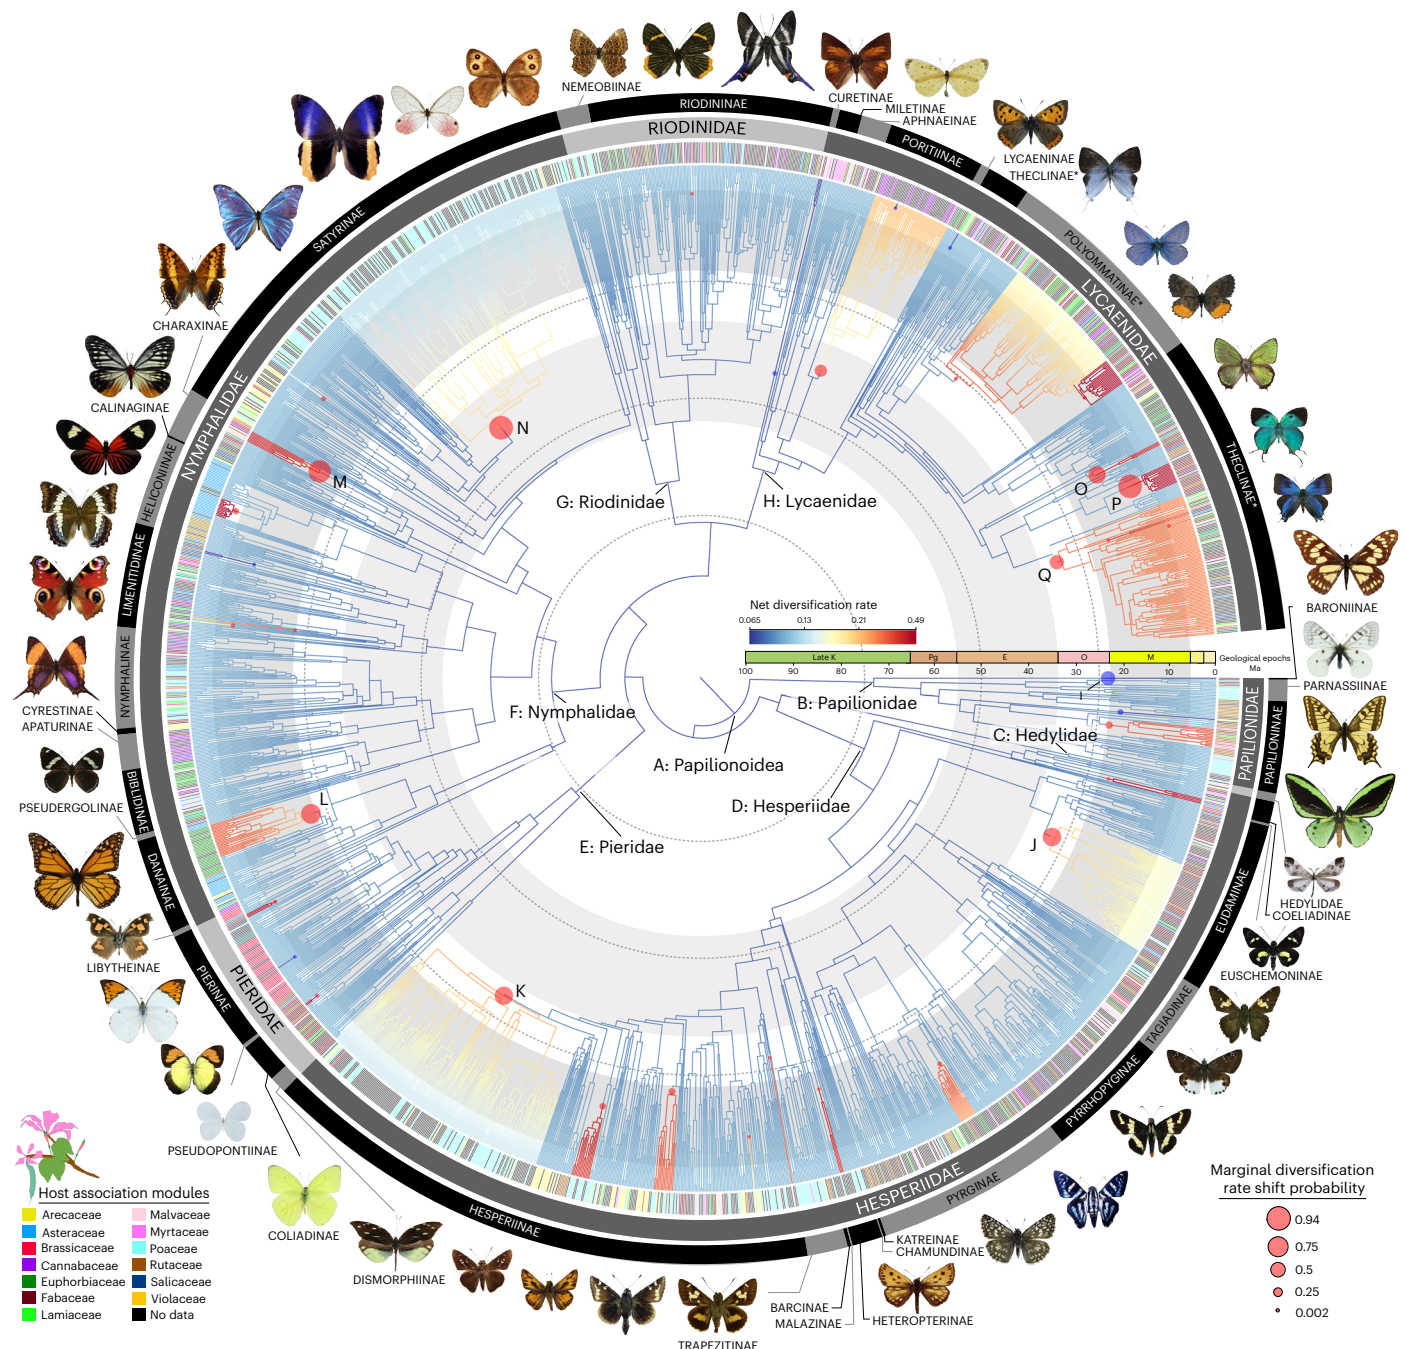 NEMEOBIINAE
RIODININAE
RIODINIDAE
CURETINAE
MILETINAE
APHNAEINAE
PORITIINAE
LYCAENINAE
THECLINAE*
POLYOMMATINAE*
LYCAENIDAE
THECLINAE*
SATYRINAE
CHARAXINAE
CALINAGINAE
NYMPHALIDAE
HELICONIINAE
LIMENITIDINAE
NYMPHALINAE
CYRESTINAE
APATURINAE
PSEUDERGOLINAE
BIBLIDINAE
DANAINAE
LIBYTHEINAE
PIERINAE
PIERIDAE
PSEUDOPONTIINAE
COLIADINAE
DISMORPHIINAE
HESPERIINAE
TRAPEZITINAE
BARCINAE
MALAZINAE
HETEROPTERINAE
KATREINAE
CHAMUNDINAE
HESPERIIDAE
PYRGINAE
PYRRHOPYGINAE
TAGIADINAE
EUSCHEMONINAE
EUDAMINAE
HEDYLIDAE
COELIADINAE
PAPILIONIDAE
PAPILIONINAE
PARNASSIINAE
BARONIINAE
N
M
G: Riodinidae
H: Lycaenidae
O
P
Q
Net diversification rate
0.065 0.13 0.21 0.49
Late K Pg E O M
Geological epochs
100 90 80 70 60 50 40 30 20 10 0
Ma
I
B: Papilionidae
F: Nymphalidae
C: Hedylidae
A: Papilionoidea
D: Hesperiidae
L
J
E: Pieridae
K
Host association modules
Arecaceae
Asteraceae
Brassicaceae
Cannabaceae
Euphorbiaceae
Fabaceae
Lamiaceae
Malvaceae
Myrtaceae
Poaceae
Rutaceae
Salicaceae
Violaceae
No data
Marginal diversification
rate shift probability
0.94
0.75
0.5
0.25
0.002